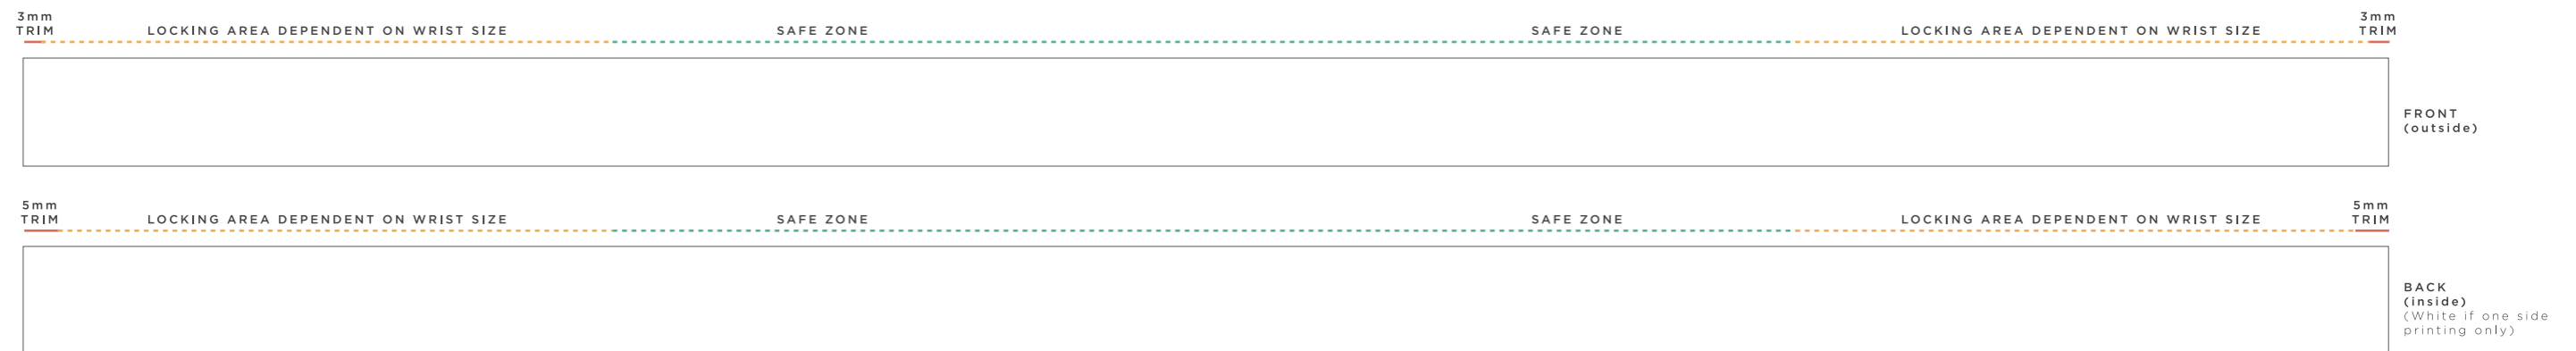 3mm
TRIM
LOCKING AREA DEPENDENT ON WRIST SIZE
SAFE ZONE
SAFE ZONE
LOCKING AREA DEPENDENT ON WRIST SIZE
3mm
TRIM
FRONT
(outside)
5mm
TRIM
LOCKING AREA DEPENDENT ON WRIST SIZE
SAFE ZONE
SAFE ZONE
LOCKING AREA DEPENDENT ON WRIST SIZE
5mm
TRIM
BACK
(inside)
(White if one side
printing only)